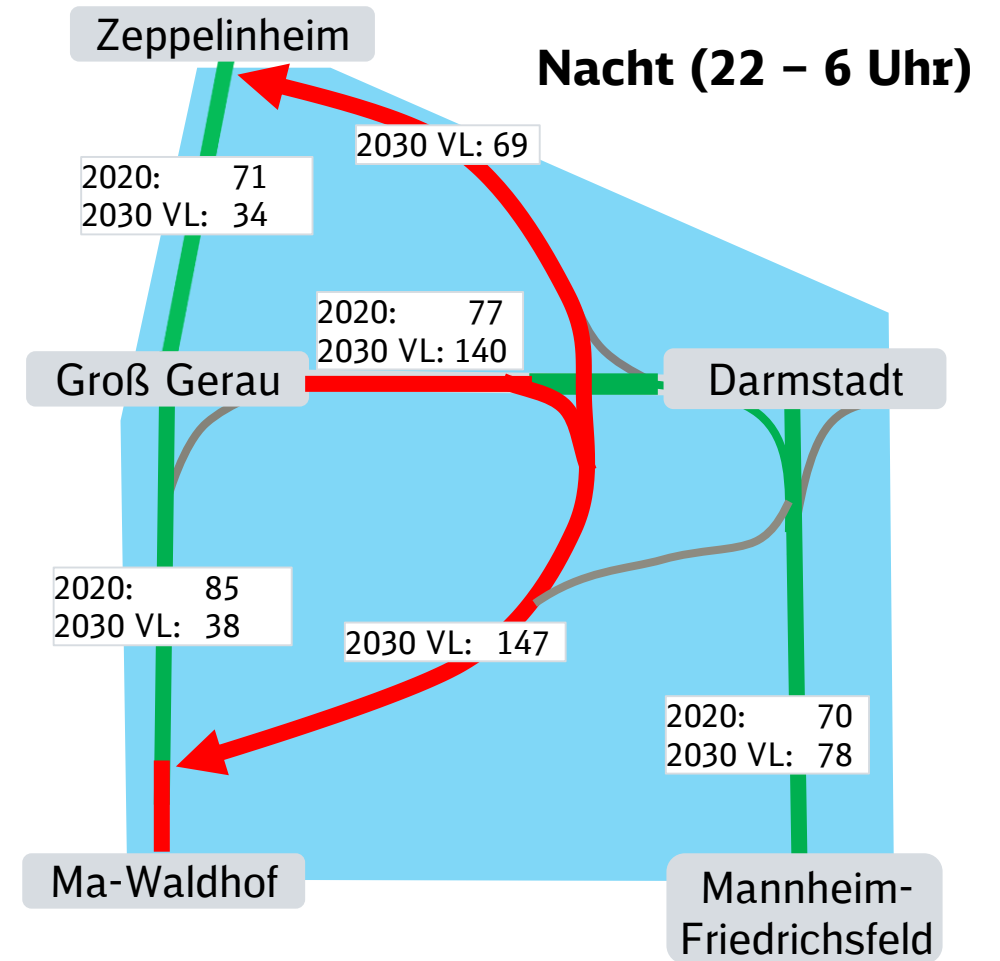 Zeppelinheim
Nacht (22 – 6 Uhr)
2030 VL: 69
2020: 71
2030 VL: 34
2020: 77
2030 VL: 140
Groß Gerau
Darmstadt
2020: 85
2030 VL: 38
2030 VL: 147
2020: 70
2030 VL: 78
Ma-Waldhof
Mannheim-
Friedrichsfeld